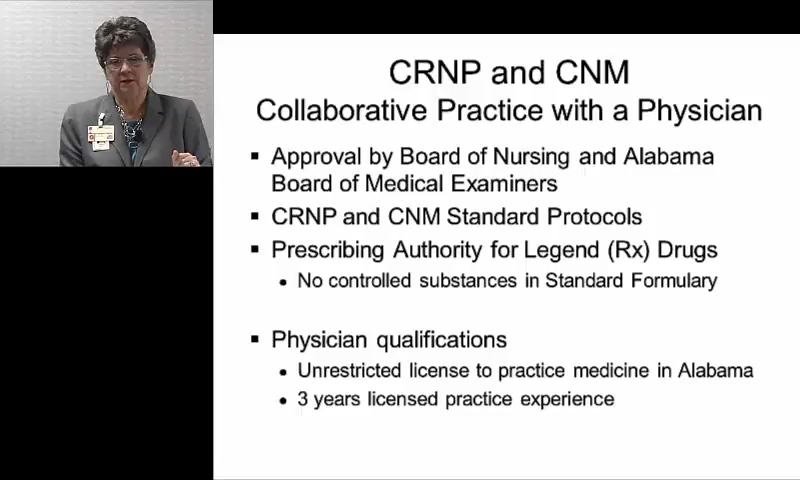 CRNP and CNM
Collaborative Practice with a Physician
▪ Approval by Board of Nursing and Alabama
Board of Medical Examiners
▪ CRNP and CNM Standard Protocols
▪ Prescribing Authority for Legend (Rx) Drugs
• No controlled substances in Standard Formulary
▪ Physician qualifications
• Unrestricted license to practice medicine in Alabama
• 3 years licensed practice experience